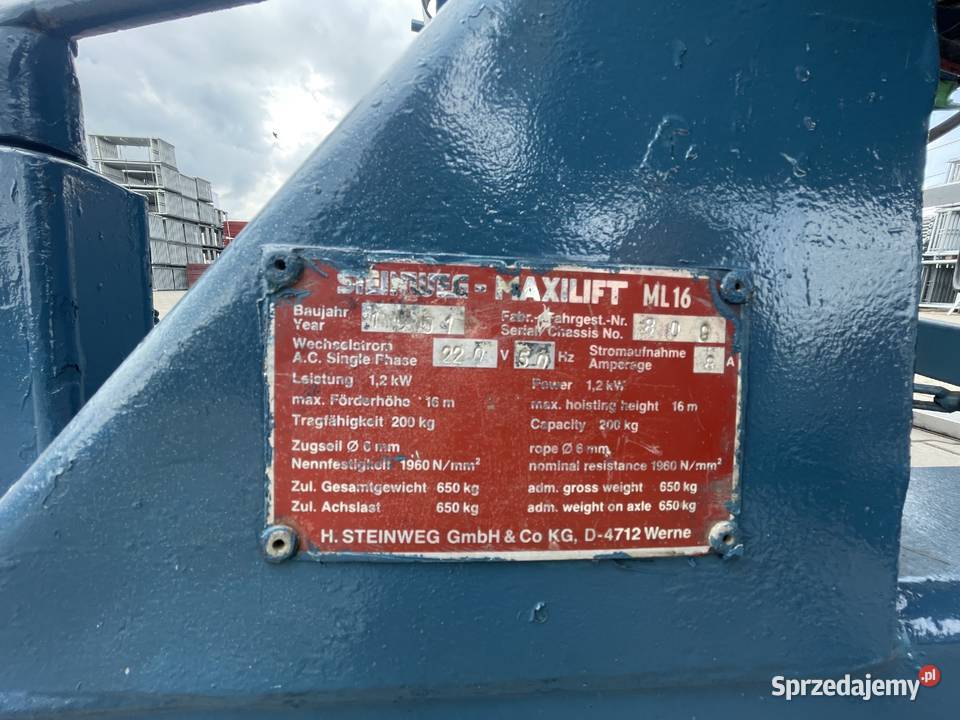 STEINWEG - MAXILIFT ML16
Baujahr
Year
Fabr.-/Fahrgest.-Nr.
Serial/Chassis No.
Wechselstrom
A.C. Single Phase 220 V 50 Hz
Stromaufnahme
Amperage 8 A
Leistung 1,2 kW
Power 1,2 kW
max. Förderhöhe 16 m
max. hoisting height 16 m
Tragfähigkeit 200 kg
Capacity 200 kg
Zugseil Ø 6 mm
rope Ø 6 mm
Nennfestigkeit 1960 N/mm²
nominal resistance 1960 N/mm²
Zul. Gesamtgewicht 650 kg
adm. gross weight 650 kg
Zul. Achslast 650 kg
adm. weight on axle 650 kg
H. STEINWEG GmbH & Co KG, D-4712 Werne
Sprzedajemy.pl